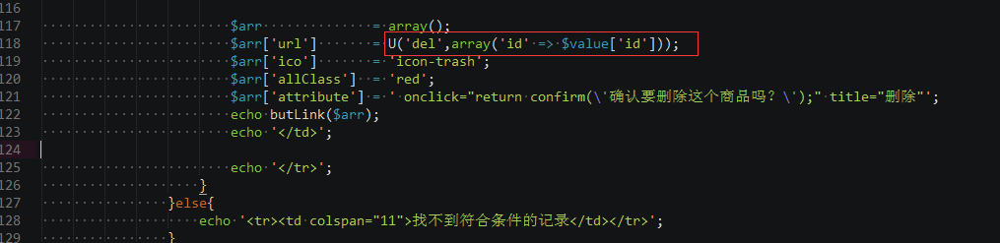 116
117 $arr = array();
118 $arr['url'] = U('del',array('id' => $value['id']));
119 $arr['ico'] = 'icon-trash';
120 $arr['allClass'] = 'red';
121 $arr['attribute'] = ' onclick="return confirm(\'确认要删除这个商品吗？\');" title="删除"';
122 echo butLink($arr);
123 echo '</td>';
124
125 echo '</tr>';
126 }
127 }else{
128 echo '<tr><td colspan="11">找不到符合条件的记录</td></tr>';
129 }